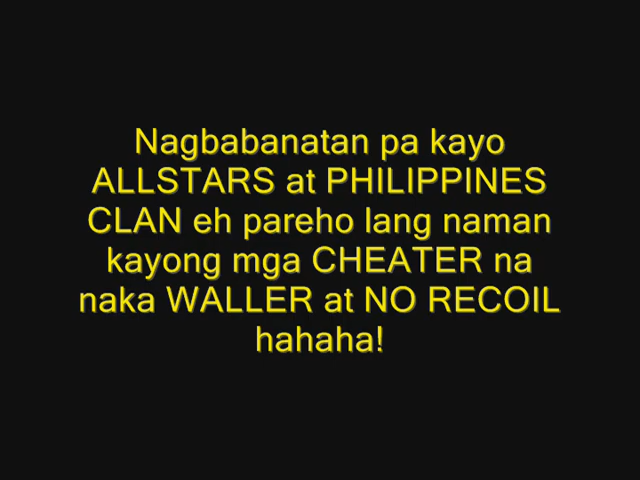 Nagbabanatan pa kayo
ALLSTARS at PHILIPPINES
CLAN eh pareho lang naman
kayong mga CHEATER na
naka WALLER at NO RECOIL
hahaha!